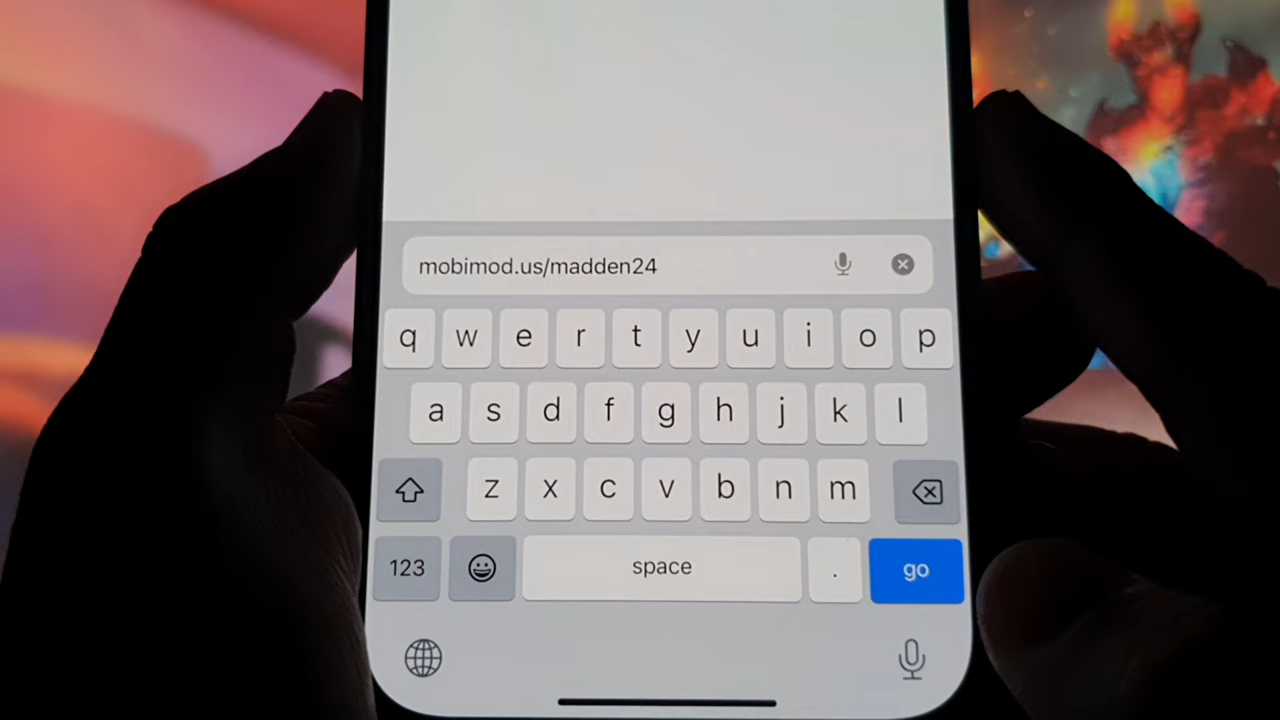 mobimod.us/madden24
q w e r t y u i o p
a s d f g h j k l
z x c v b n m
123 space . go